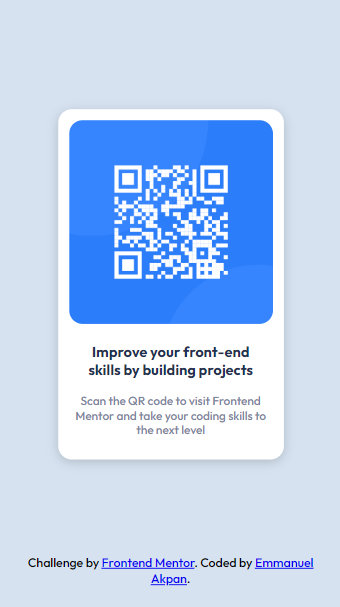 Improve your front-end
skills by building projects
Scan the QR code to visit Frontend
Mentor and take your coding skills to
the next level
Challenge by Frontend Mentor. Coded by Emmanuel
Akpan.